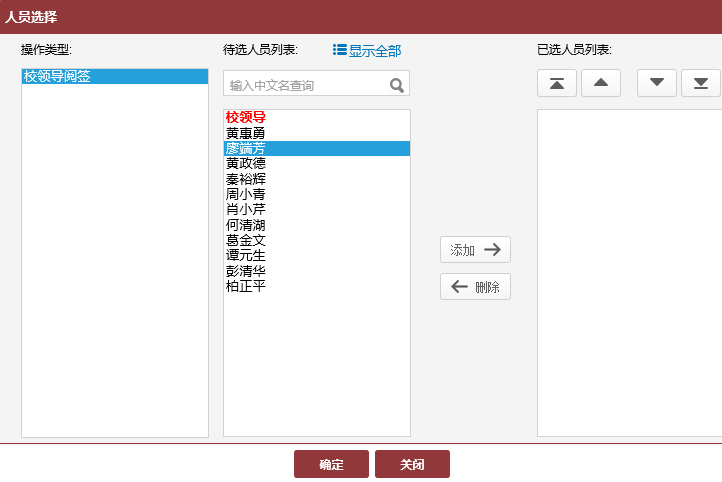 人员选择
操作类型:
待选人员列表:
显示全部
已选人员列表:
校领导阅签
输入中文名查询
校领导
黄惠勇
廖端芳
黄政德
秦裕辉
周小青
肖小芹
何清湖
葛金文
谭元生
彭清华
柏正平
添加
删除
确定
关闭